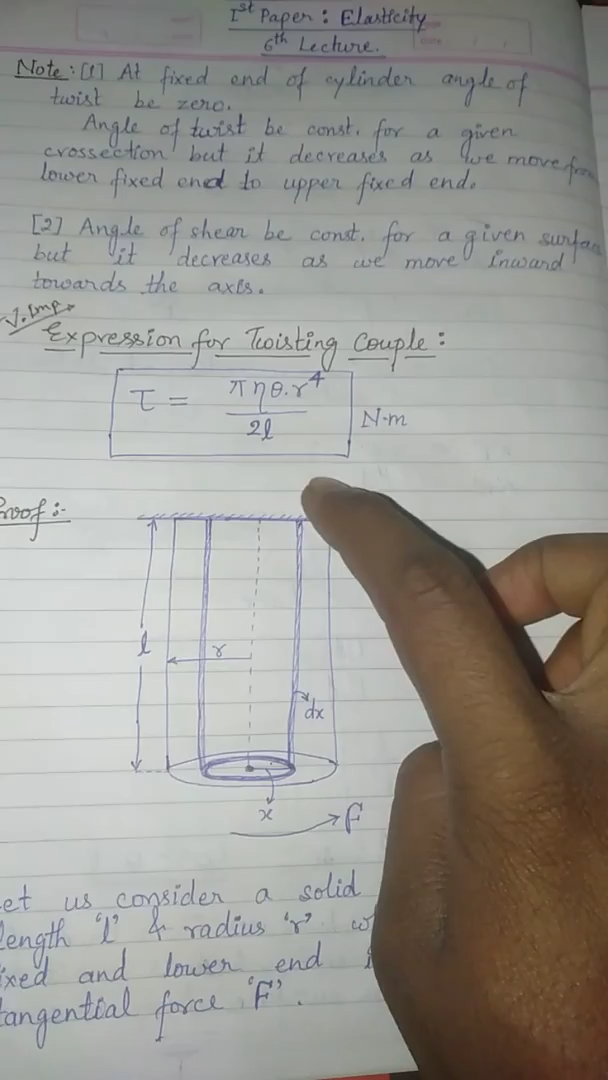 Ist Paper : Elasticity
6th Lecture.
Note : [1] At fixed end of cylinder angle of
twist be zero.
Angle of twist be const. for a given
crossection but it decreases as we move from
lower fixed end to upper fixed end.
[2] Angle of shear be const. for a given surfac
but it decreases as we move inward
towards the axis.
V. Imp.
Expression for Twisting Couple :
τ = πηθ.r⁴ / 2l N-m
Proof :-
l
r
dx
x
F
Let us consider a solid
length 'l' & radius 'r' w
ixed and lower end
tangential force 'F'.